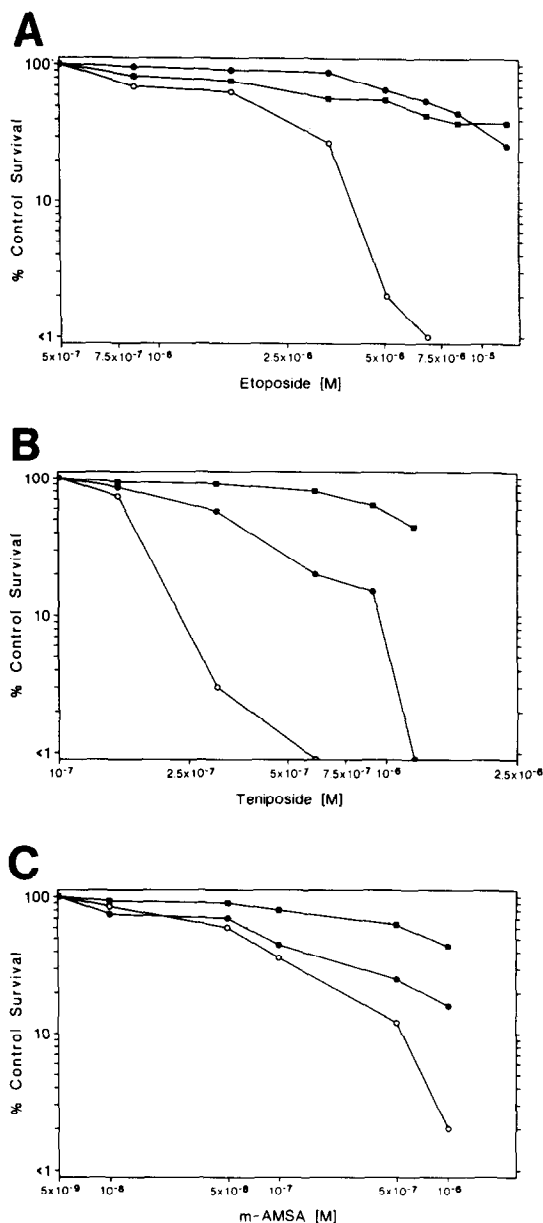 A
% Control Survival
100
10
<1
5x10⁻⁷ 7.5x10⁻⁷ 10⁻⁶ 2.5x10⁻⁶ 5x10⁻⁶ 7.5x10⁻⁶ 10⁻⁵
Etoposide [M]
B
% Control Survival
100
10
<1
10⁻⁷ 2.5x10⁻⁷ 5x10⁻⁷ 7.5x10⁻⁷ 10⁻⁶ 2.5x10⁻⁶
Teniposide [M]
C
% Control Survival
100
10
<1
5x10⁻⁹ 10⁻⁸ 5x10⁻⁸ 10⁻⁷ 5x10⁻⁷ 10⁻⁶
m-AMSA [M]